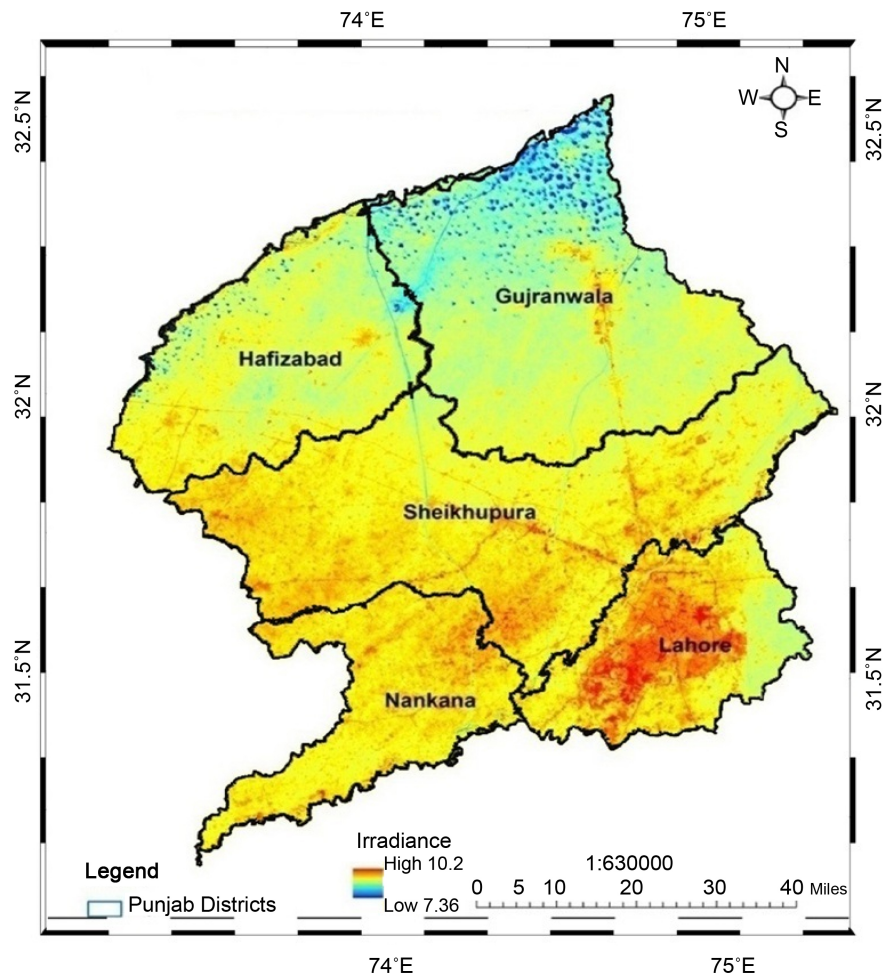 74˚E 75˚E
32.5˚N 32.5˚N
N
W E
S
Gujranwala
Hafizabad
32˚N 32˚N
Sheikhupura
Lahore
31.5˚N 31.5˚N
Nankana
Irradiance
High 10.2
Low 7.36
Legend
Punjab Districts
1:630000
0 5 10 20 30 40 Miles
74˚E 75˚E